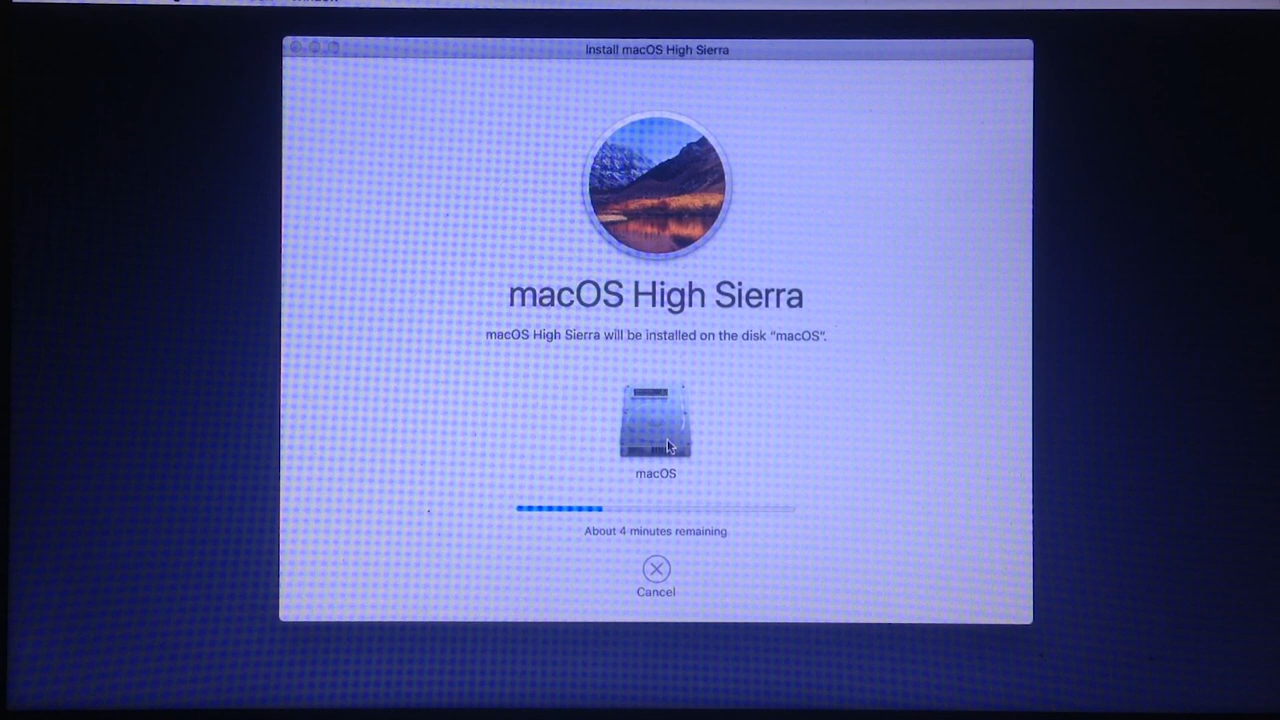 Install macOS High Sierra
macOS High Sierra
macOS High Sierra will be installed on the disk “macOS”.
macOS
About 4 minutes remaining
Cancel